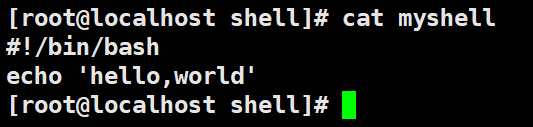 [root@localhost shell]# cat myshell
#!/bin/bash
echo 'hello,world'
[root@localhost shell]#